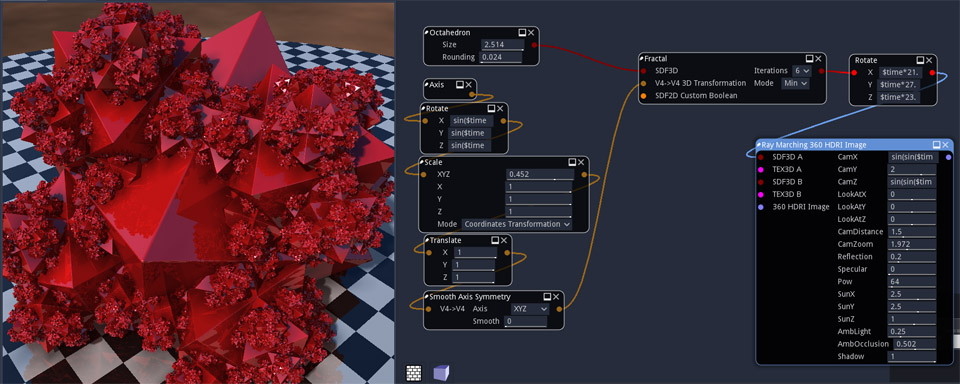 Octahedron
Size 2.514
Rounding 0.024
Axis
Rotate
X sin($time
Y sin($time
Z sin($time
Scale
XYZ 0.452
X 1
Y 1
Z 1
Mode Coordinates Transformation
Translate
X 1
Y 1
Z 1
Smooth Axis Symmetry
V4->V4 Axis XYZ
Smooth 0
Fractal
SDF3D Iterations 6
V4->V4 3D Transformation Mode Min
SDF2D Custom Boolean
Rotate
X $time*21.
Y $time*27.
Z $time*23.
Ray Marching 360 HDRI Image
SDF3D A CamX sin(sin($tim
TEX3D A CamY 2
SDF3D B CamZ sin(sin($tim
TEX3D B LookAtX 0
360 HDRI Image LookAtY 0
LookAtZ 0
CamDistance 1.5
CamZoom 1.972
Reflection 0.2
Specular 0
Pow 64
SunX 2.5
SunY 2.5
SunZ 1
AmbLight 0.25
AmbOcclusion 0.502
Shadow 1